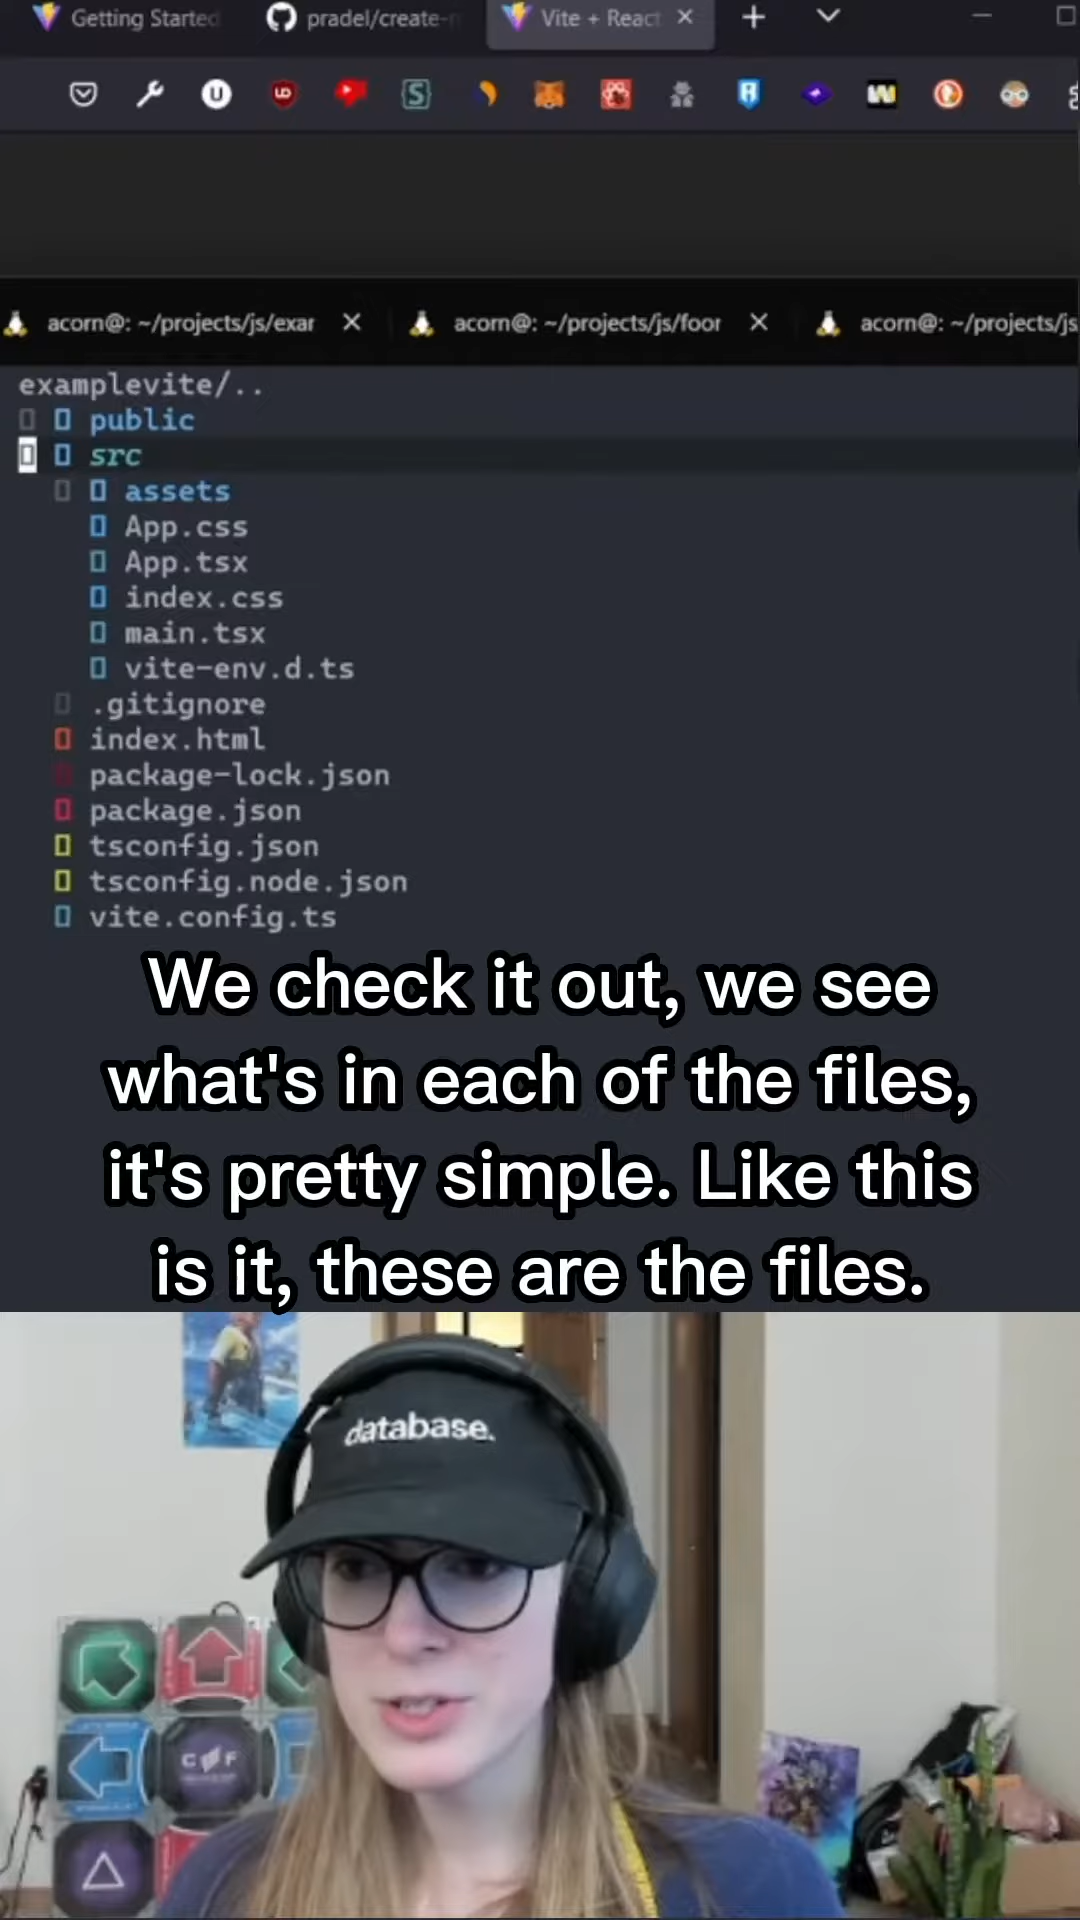 Getting Started
pradel/create-
Vite + React
acorn@: ~/projects/js/exar
acorn@: ~/projects/js/foor
acorn@: ~/projects/js
examplevite/..
public
src
assets
App.css
App.tsx
index.css
main.tsx
vite-env.d.ts
.gitignore
index.html
package-lock.json
package.json
tsconfig.json
tsconfig.node.json
vite.config.ts
We check it out, we see
what's in each of the files,
it's pretty simple. Like this
is it, these are the files.
database.
C F